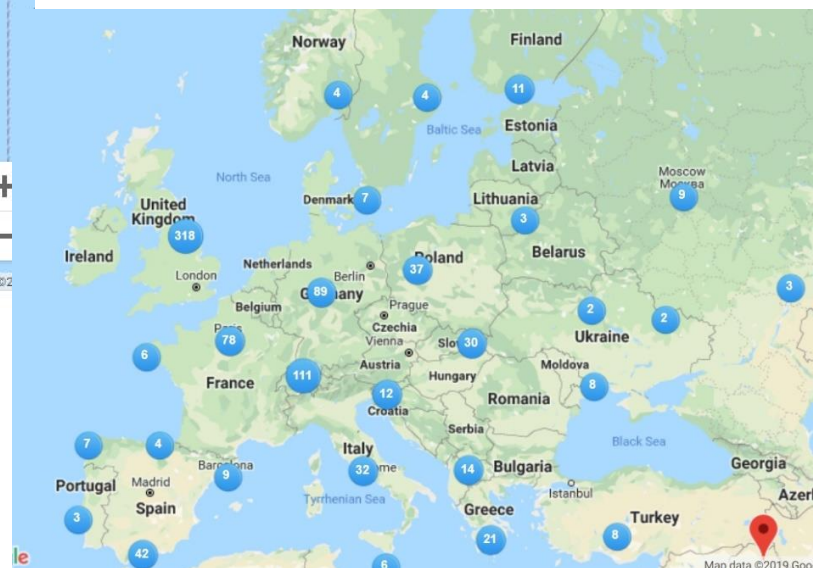 Norway
Finland
4
4
11
Baltic Sea
Estonia
Latvia
Moscow
Москва
9
North Sea
Denmark
7
Lithuania
3
United
Kingdom
318
Ireland
Belarus
Poland
37
Netherlands
Berlin
London
Germany
89
3
©2
Belgium
Prague
Czechia
2
2
Ukraine
Paris
78
Vienna
30
6
Austria
Moldova
111
Hungary
8
France
12
Romania
Croatia
Serbia
7
4
Italy
Black Sea
Barcelona
9
32
14
Bulgaria
Georgia
Portugal
Madrid
Istanbul
Spain
Tyrrhenian Sea
Greece
3
Turkey
21
8
42
6
Map data ©2019 Goo